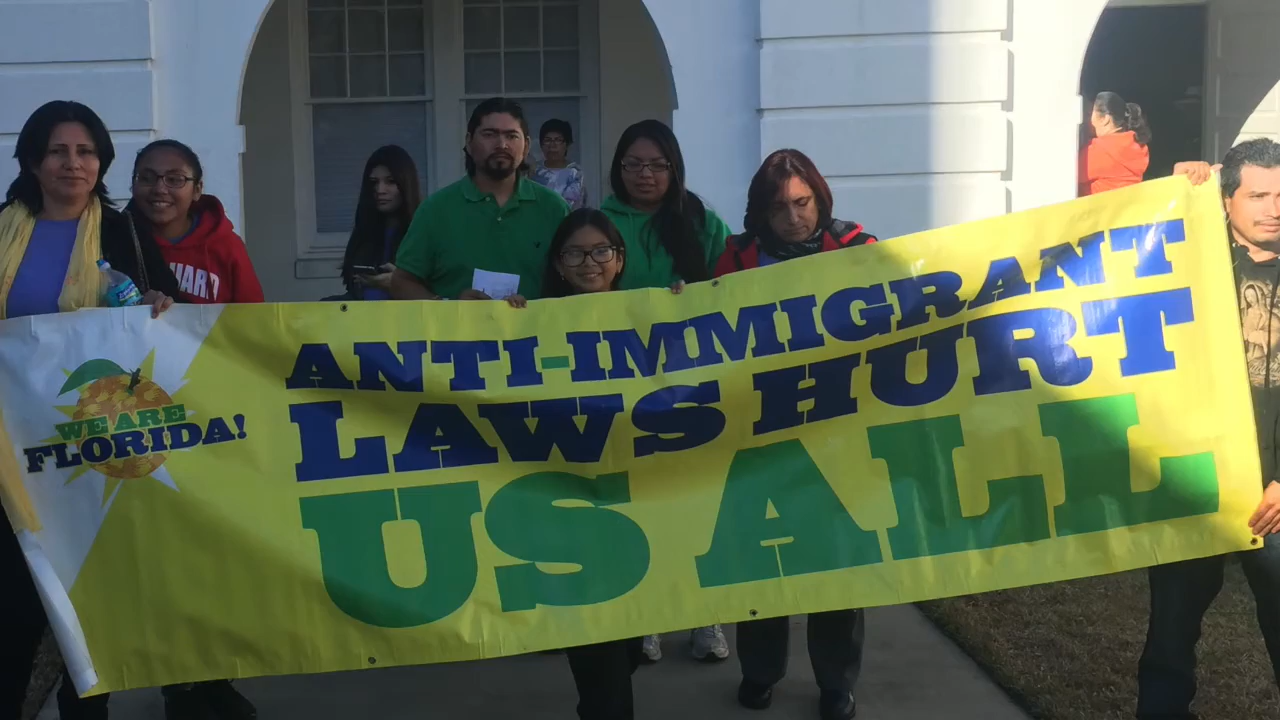 WE ARE
FLORIDA!
ANTI-IMMIGRANT
LAWS HURT
US ALL